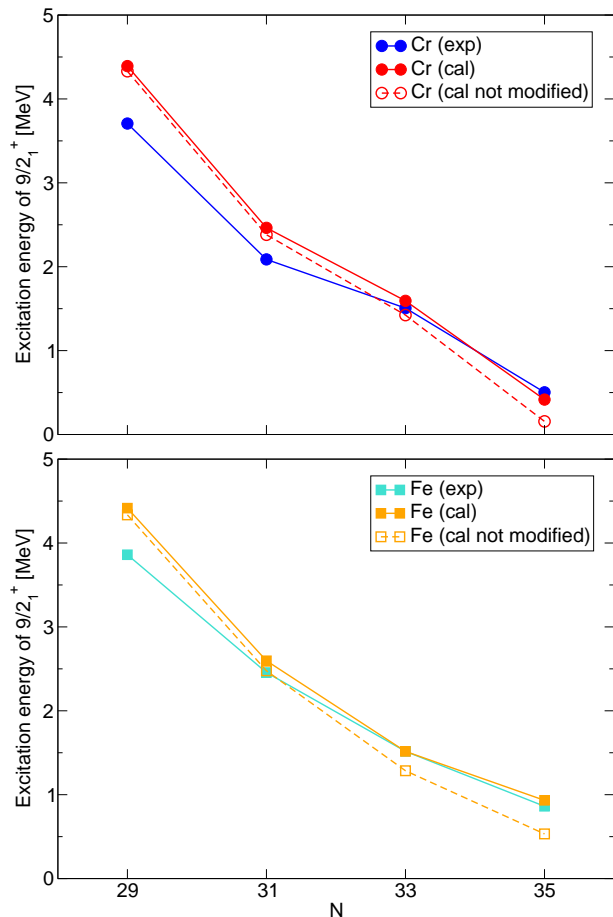 5
4
3
2
1
0
Excitation energy of 9/2₁⁺ [MeV]
Cr (exp)
Cr (cal)
Cr (cal not modified)
5
4
3
2
1
0
Excitation energy of 9/2₁⁺ [MeV]
Fe (exp)
Fe (cal)
Fe (cal not modified)
29 31 33 35
N